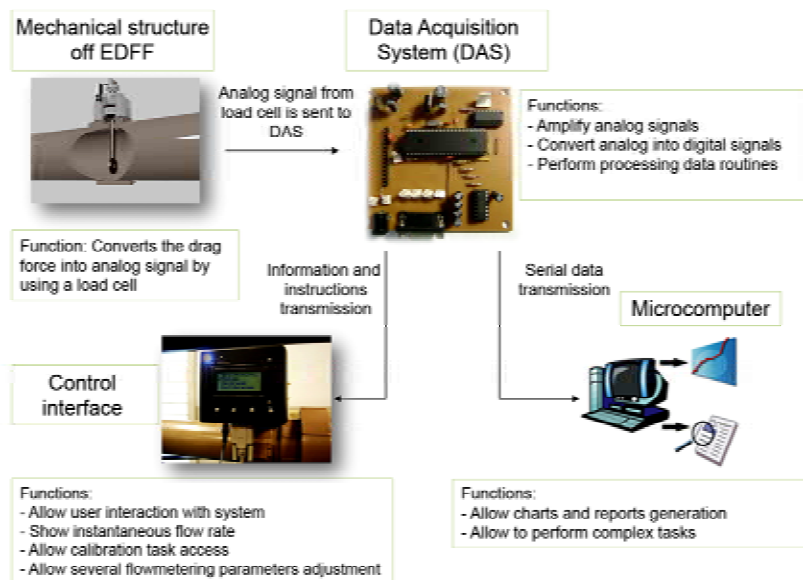 Mechanical structure
off EDFF
Data Acquisition
System (DAS)
Analog signal from
load cell is sent to
DAS
Functions:
- Amplify analog signals
- Convert analog into digital signals
- Perform processing data routines
Function: Converts the drag
force into analog signal by
using a load cell
Information and
instructions
transmission
Serial data
transmission
Microcomputer
Control
interface
Functions:
- Allow user interaction with system
- Show instantaneous flow rate
- Allow calibration task access
- Allow several flowmetering parameters adjustment
Functions:
- Allow charts and reports generation
- Allow to perform complex tasks